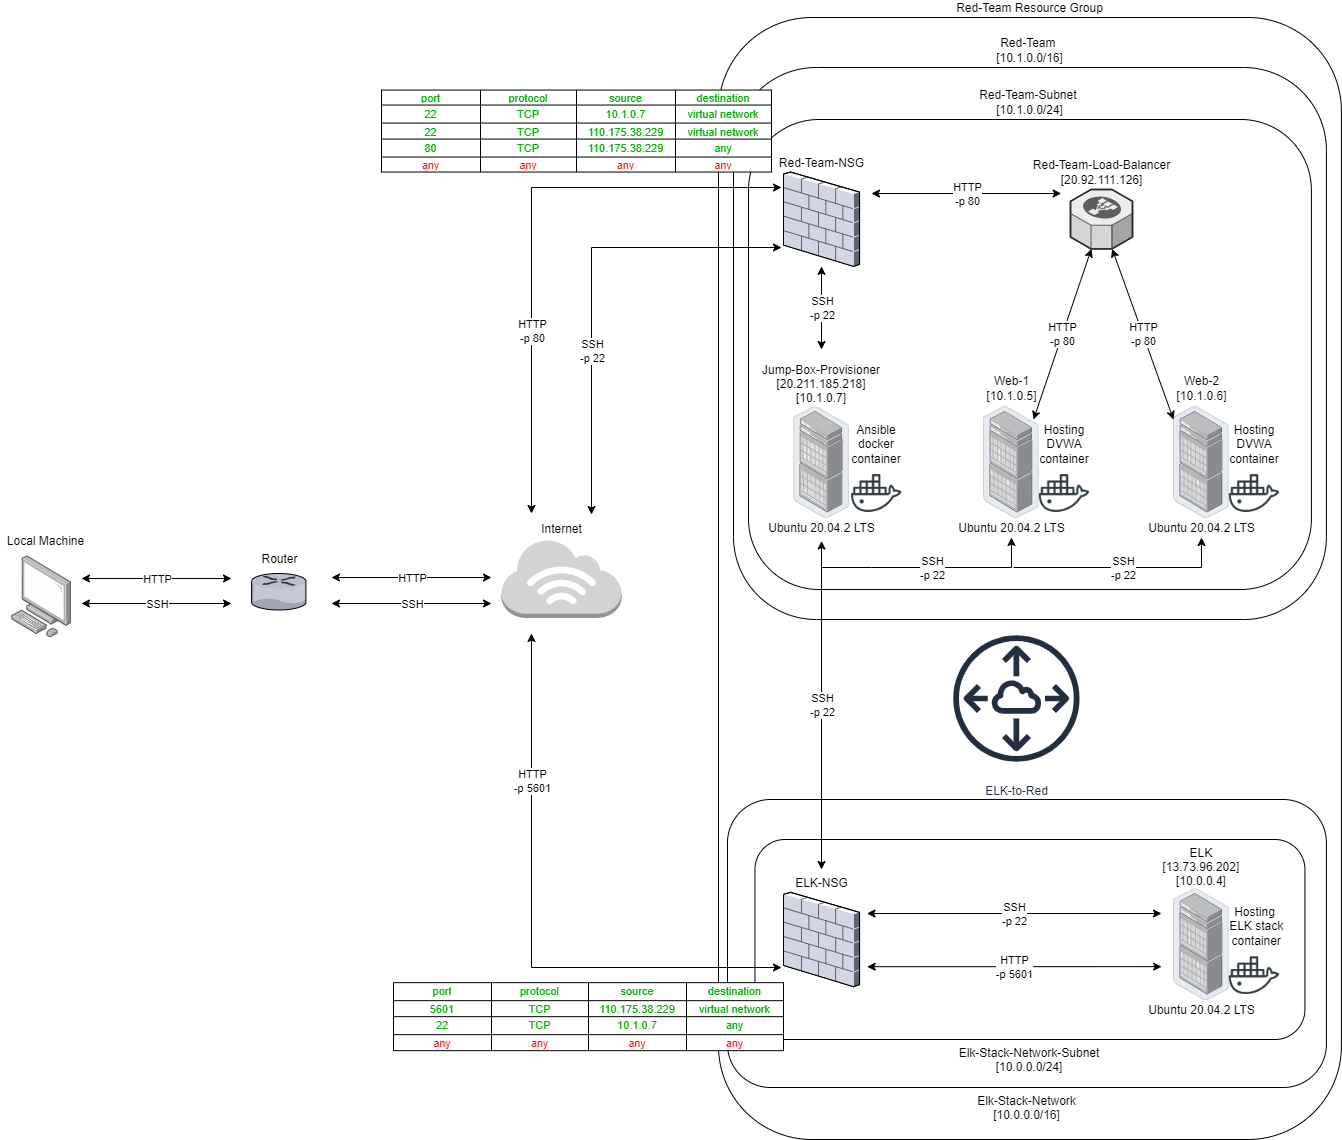 Red-Team Resource Group
Red-Team
[10.1.0.0/16]
Red-Team-Subnet
[10.1.0.0/24]
port protocol source destination
22 TCP 10.1.0.7 virtual network
22 TCP 110.175.38.229 virtual network
80 TCP 110.175.38.229 any
any any any any
Red-Team-NSG
Red-Team-Load-Balancer
[20.92.111.126]
HTTP
-p 80
SSH
-p 22
HTTP
-p 80
SSH
-p 22
HTTP
-p 80
HTTP
-p 80
Jump-Box-Provisioner
[20.211.185.218]
[10.1.0.7]
Ansible
docker
container
Ubuntu 20.04.2 LTS
Web-1
[10.1.0.5]
Hosting
DVWA
container
Ubuntu 20.04.2 LTS
Web-2
[10.1.0.6]
Hosting
DVWA
container
Ubuntu 20.04.2 LTS
SSH
-p 22
SSH
-p 22
Local Machine
HTTP
SSH
Router
HTTP
SSH
Internet
SSH
-p 22
HTTP
-p 5601
ELK-to-Red
ELK-NSG
SSH
-p 22
HTTP
-p 5601
ELK
[13.73.96.202]
[10.0.0.4]
Hosting
ELK stack
container
Ubuntu 20.04.2 LTS
port protocol source destination
5601 TCP 110.175.38.229 virtual network
22 TCP 10.1.0.7 any
any any any any
Elk-Stack-Network-Subnet
[10.0.0.0/24]
Elk-Stack-Network
[10.0.0.0/16]